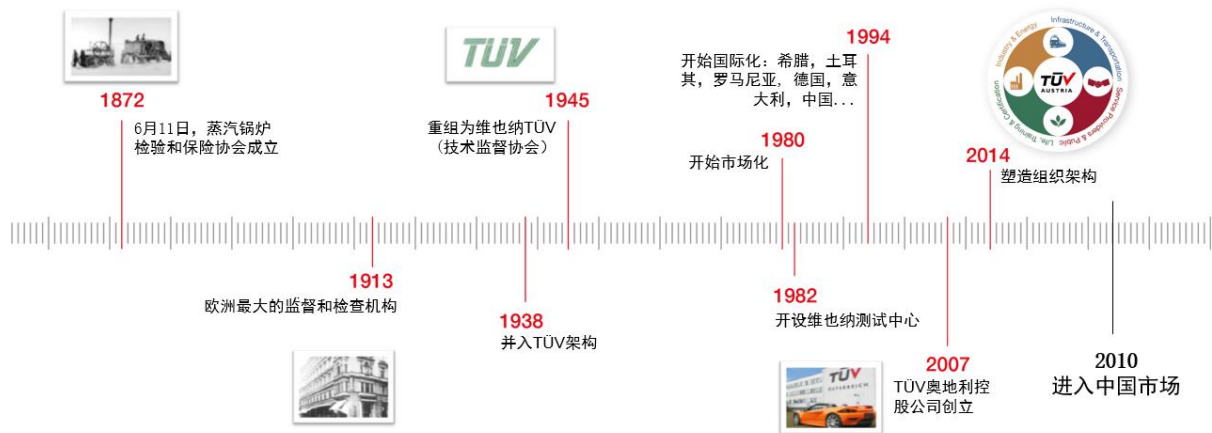 1872
6月11日，蒸汽锅炉
检验和保险协会成立
1913
欧洲最大的监督和检查机构
1938
并入TÜV架构
TÜV
1945
重组为维也纳TÜV
（技术监督协会）
1980
开始市场化
1982
开设维也纳测试中心
TÜV
1994
开始国际化：希腊，土耳
其，罗马尼亚，德国，意
大利，中国...
2007
TÜV奥地利控
股公司创立
2014
塑造组织架构
Industry & Energy
Infrastructure & Transportation
Service Providers & Public
Life, Training & Certification
TÜV
AUSTRIA
2010
进入中国市场